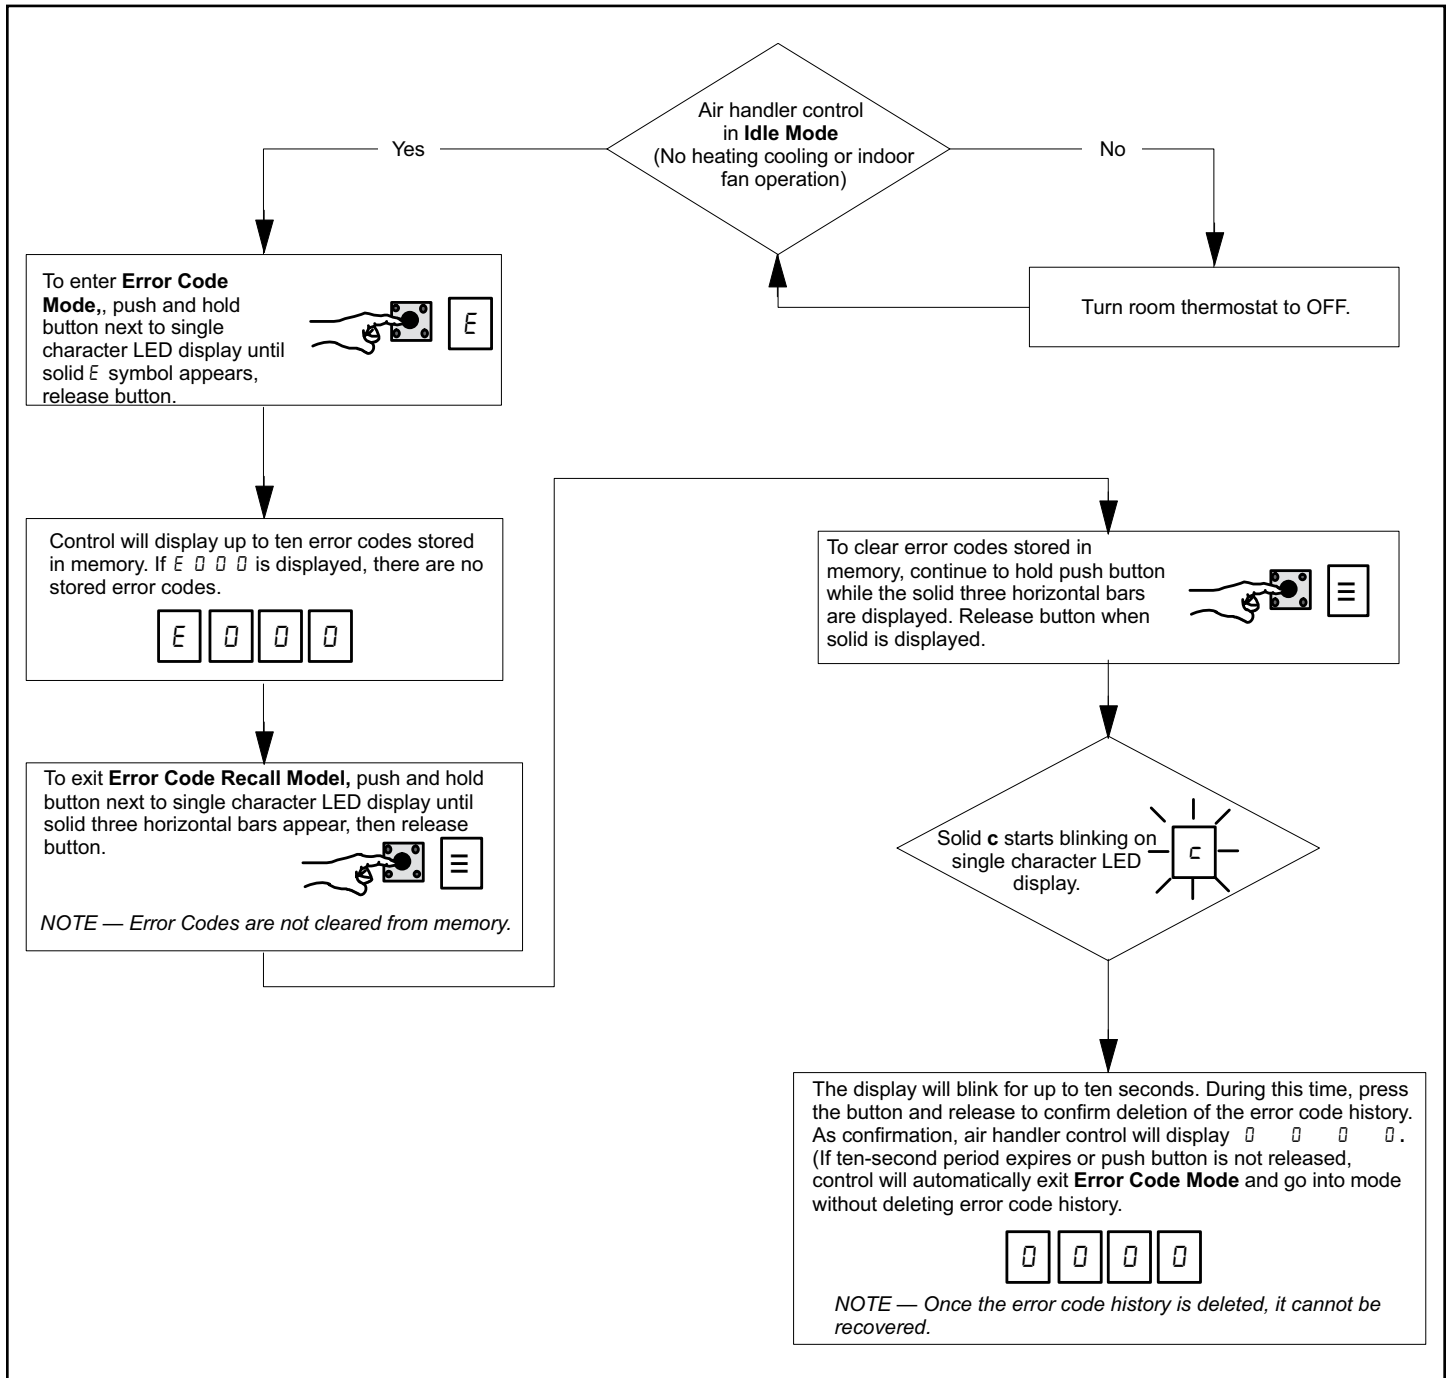 Air handler control
in Idle Mode
(No heating cooling or indoor
fan operation)
Yes
No
To enter Error Code
Mode,, push and hold
button next to single
character LED display until
solid E symbol appears,
release button.
E
Turn room thermostat to OFF.
Control will display up to ten error codes stored
in memory. If E 0 0 0 is displayed, there are no
stored error codes.
E 0 0 0
To exit Error Code Recall Model, push and hold
button next to single character LED display until
solid three horizontal bars appear, then release
button.
NOTE — Error Codes are not cleared from memory.
To clear error codes stored in
memory, continue to hold push button
while the solid three horizontal bars
are displayed. Release button when
solid is displayed.
Solid c starts blinking on
single character LED
display.
c
The display will blink for up to ten seconds. During this time, press
the button and release to confirm deletion of the error code history.
As confirmation, air handler control will display 0 0 0 0.
(If ten-second period expires or push button is not released,
control will automatically exit Error Code Mode and go into mode
without deleting error code history.
0 0 0 0
NOTE — Once the error code history is deleted, it cannot be
recovered.